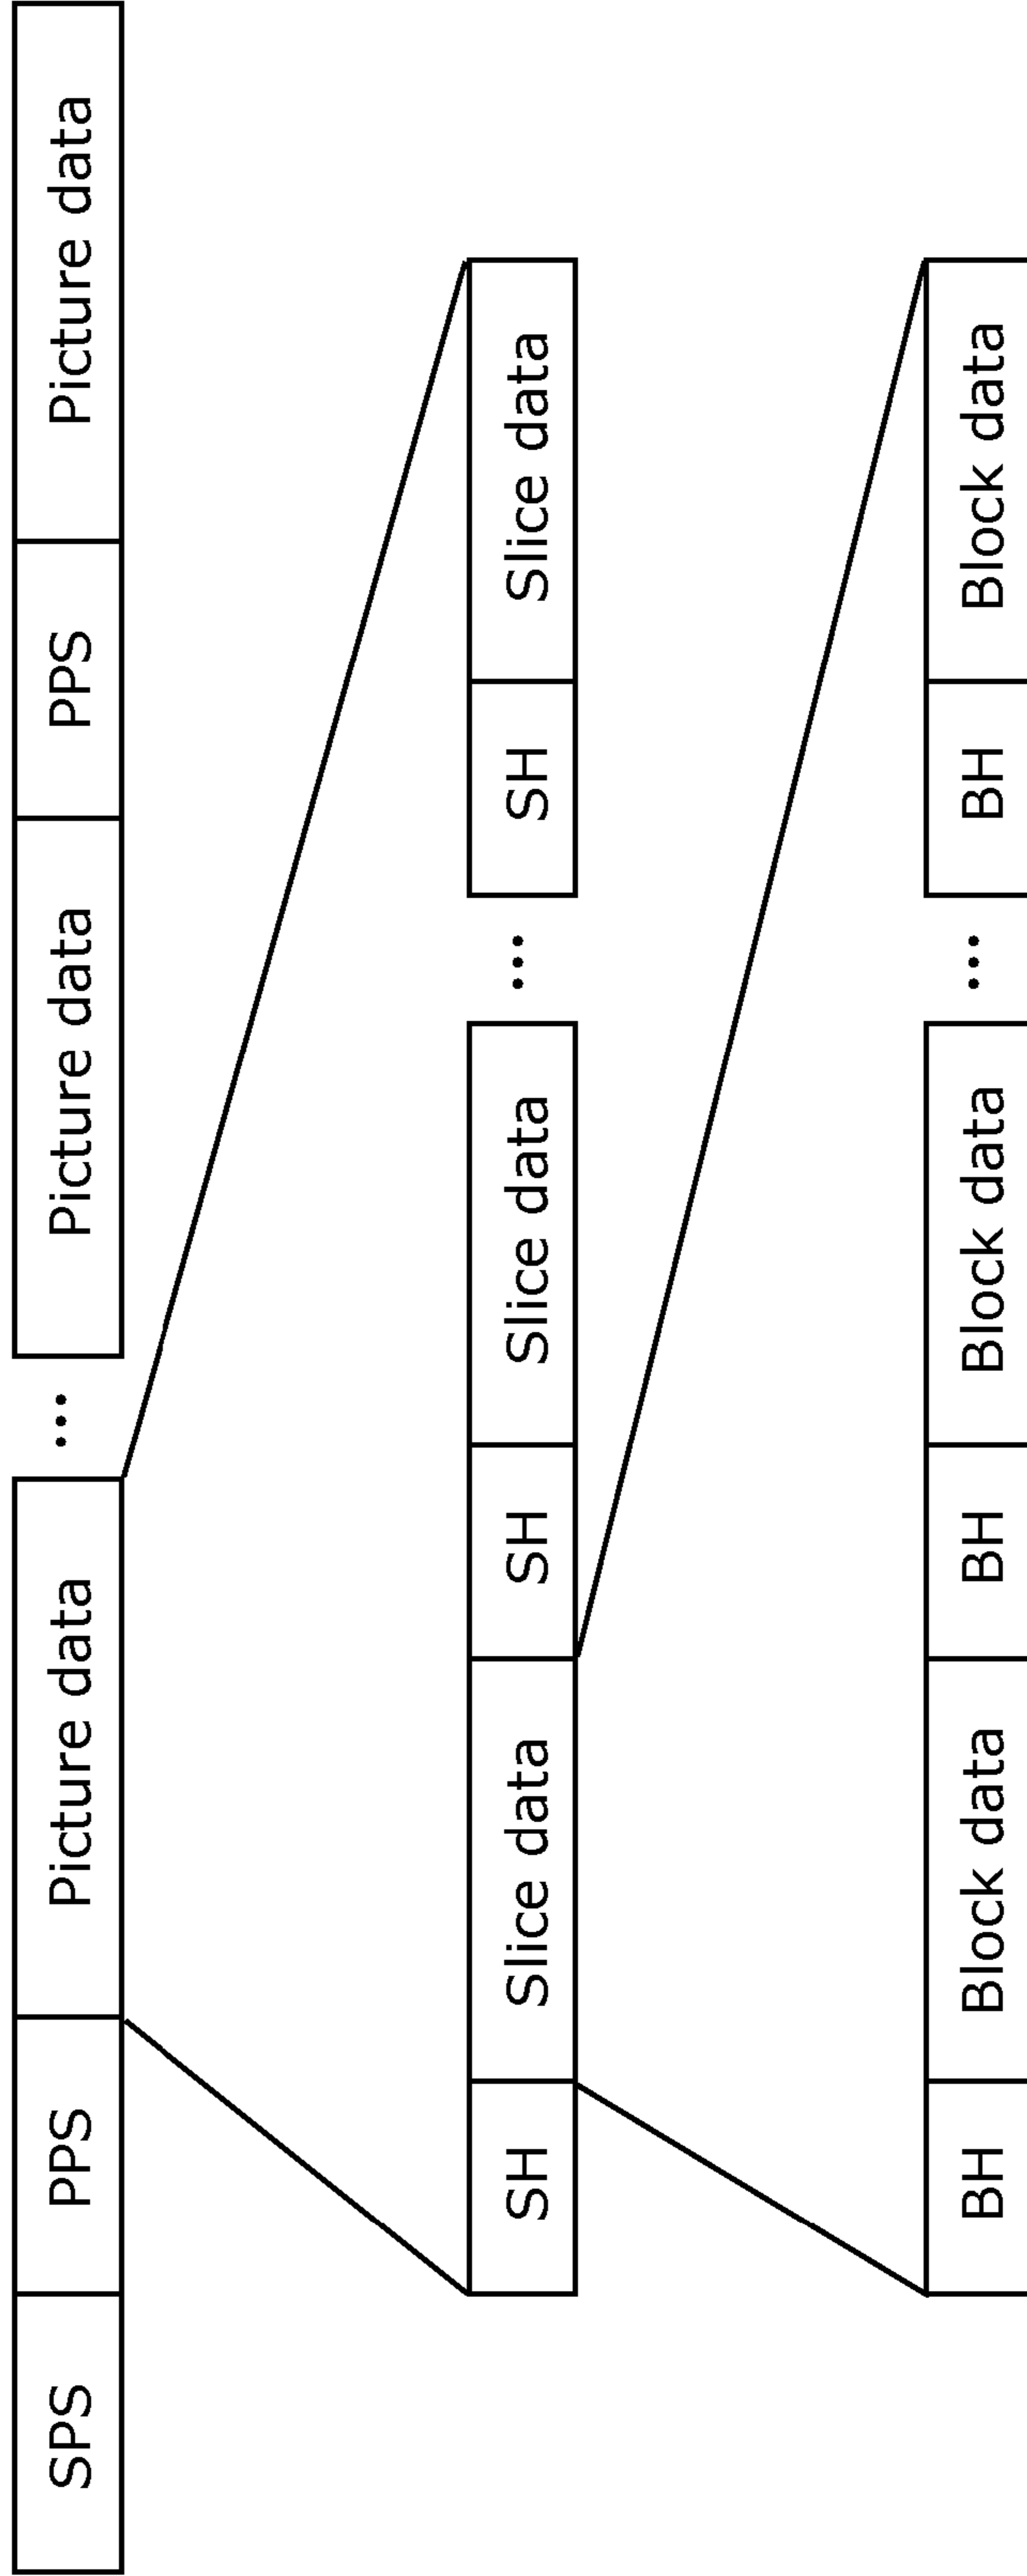 SPS PPS Picture data ... Picture data PPS Picture data
SH Slice data SH Slice data ... SH Slice data
BH Block data BH Block data ... BH Block data